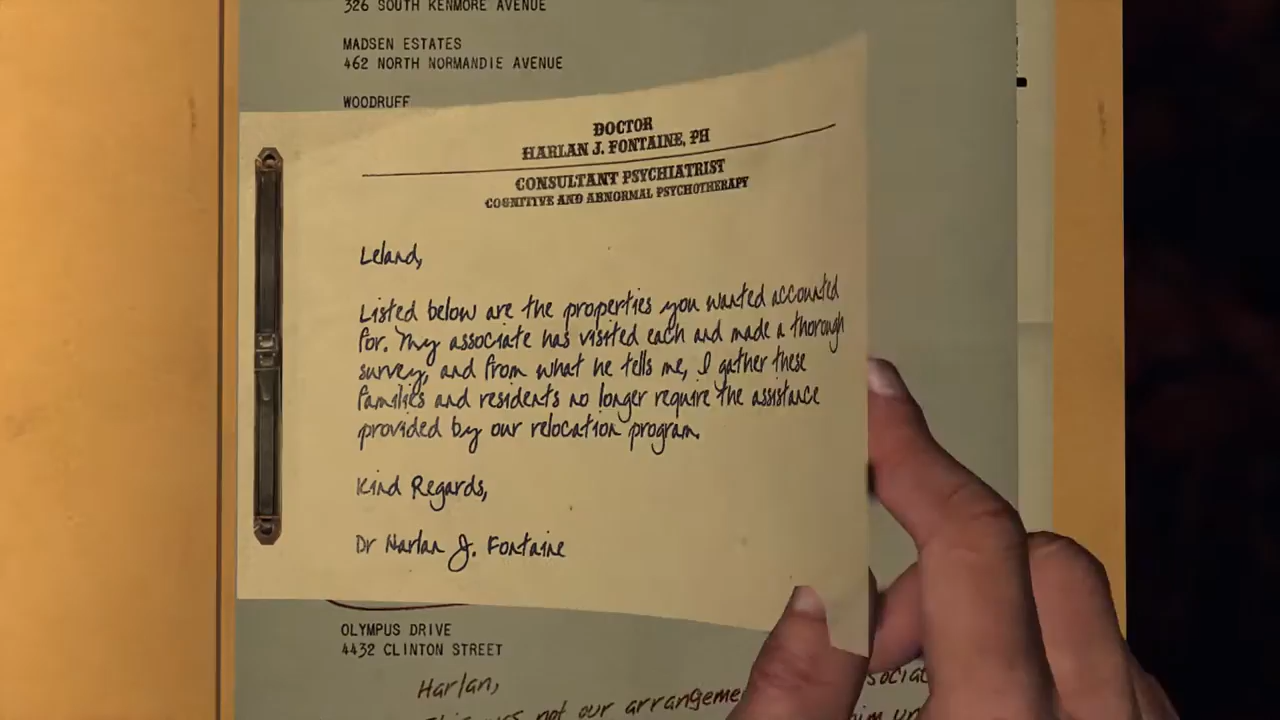 326 SOUTH KENMORE AVENUE
MADSEN ESTATES
462 NORTH NORMANDIE AVENUE
WOODRUFF
DOCTOR
HARLAN J. FONTAINE, PH
CONSULTANT PSYCHIATRIST
COGNITIVE AND ABNORMAL PSYCHOTHERAPY
Leland,
Listed below are the properties you wanted accounted
for. My associate has visited each and made a thorough
survey, and from what he tells me, I gather these
families and residents no longer require the assistance
provided by our relocation program.
Kind Regards,
Dr Harlan J. Fontaine
OLYMPUS DRIVE
4432 CLINTON STREET
Harlan,
not our